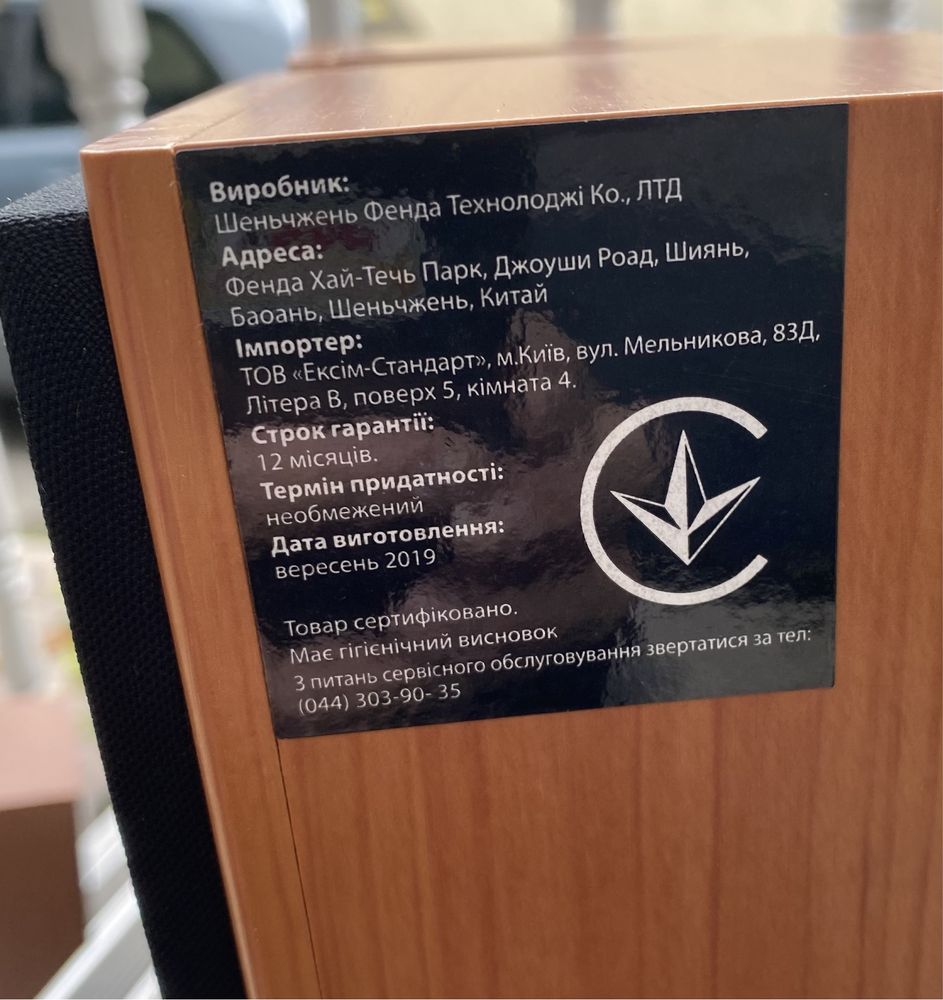 Виробник:
Шеньчжень Фенда Технолоджі Ко., ЛТД
Адреса:
Фенда Хай-Течь Парк, Джоуши Роад, Шиянь,
Баоань, Шеньчжень, Китай
Імпортер:
ТОВ «Ексім-Стандарт», м.Київ, вул. Мельникова, 83Д,
Літера В, поверх 5, кімната 4.
Строк гарантії:
12 місяців.
Термін придатності:
необмежений
Дата виготовлення:
вересень 2019
Товар сертифіковано.
Має гігієнічний висновок
З питань сервісного обслуговування звертатися за тел:
(044) 303-90- 35